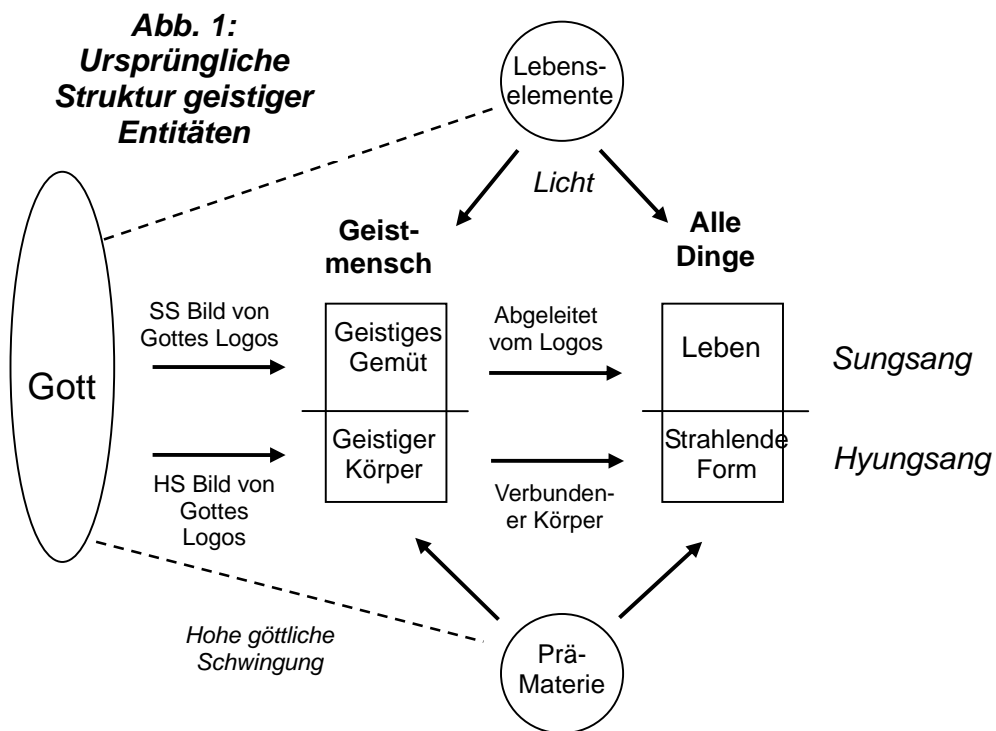 Abb. 1:
Ursprüngliche
Struktur geistiger
Entitäten
Lebens-
elemente
Licht
Geist-
mensch
Alle
Dinge
Gott
SS Bild von
Gottes Logos
Geistiges
Gemüt
Abgeleitet
vom Logos
Leben
Sungsang
HS Bild von
Gottes
Logos
Geistiger
Körper
Verbunden-
er Körper
Strahlende
Form
Hyungsang
Hohe göttliche
Schwingung
Prä-
Materie